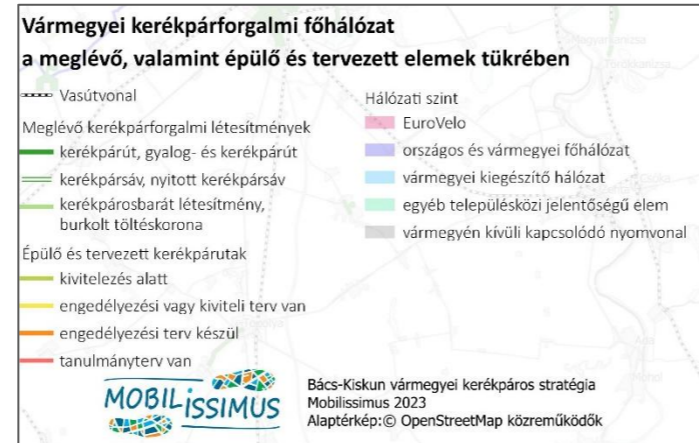 Vármegyei kerékpárforgalmi főhálózat
a meglévő, valamint épülő és tervezett elemek tükrében
Vasútvonal
Meglévő kerékpárforgalmi létesítmények
kerékpárút, gyalog- és kerékpárút
kerékpársáv, nyitott kerékpársáv
kerékpárosbarát létesítmény,
burkolt töltéskorona
Épülő és tervezett kerékpárutak
kivitelezés alatt
engedélyezési vagy kiviteli terv van
engedélyezési terv készül
tanulmányterv van
Hálózati szint
EuroVelo
országos és vármegyei főhálózat
vármegyei kiegészítő hálózat
egyéb településközi jelentőségű elem
vármegyén kívüli kapcsolódó nyomvonal
MOBILISSIMUS
Bács-Kiskun vármegyei kerékpáros stratégia
Mobilissimus 2023
Alaptérkép:© OpenStreetMap közreműködők